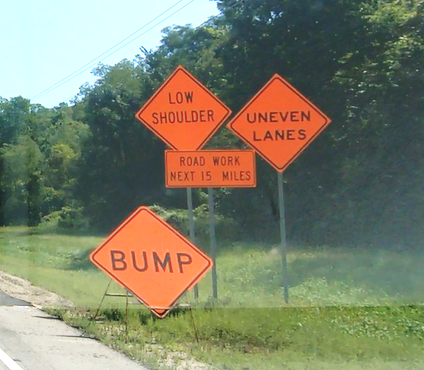 LOW
SHOULDER
UNEVEN
LANES
ROAD WORK
NEXT 15 MILES
BUMP